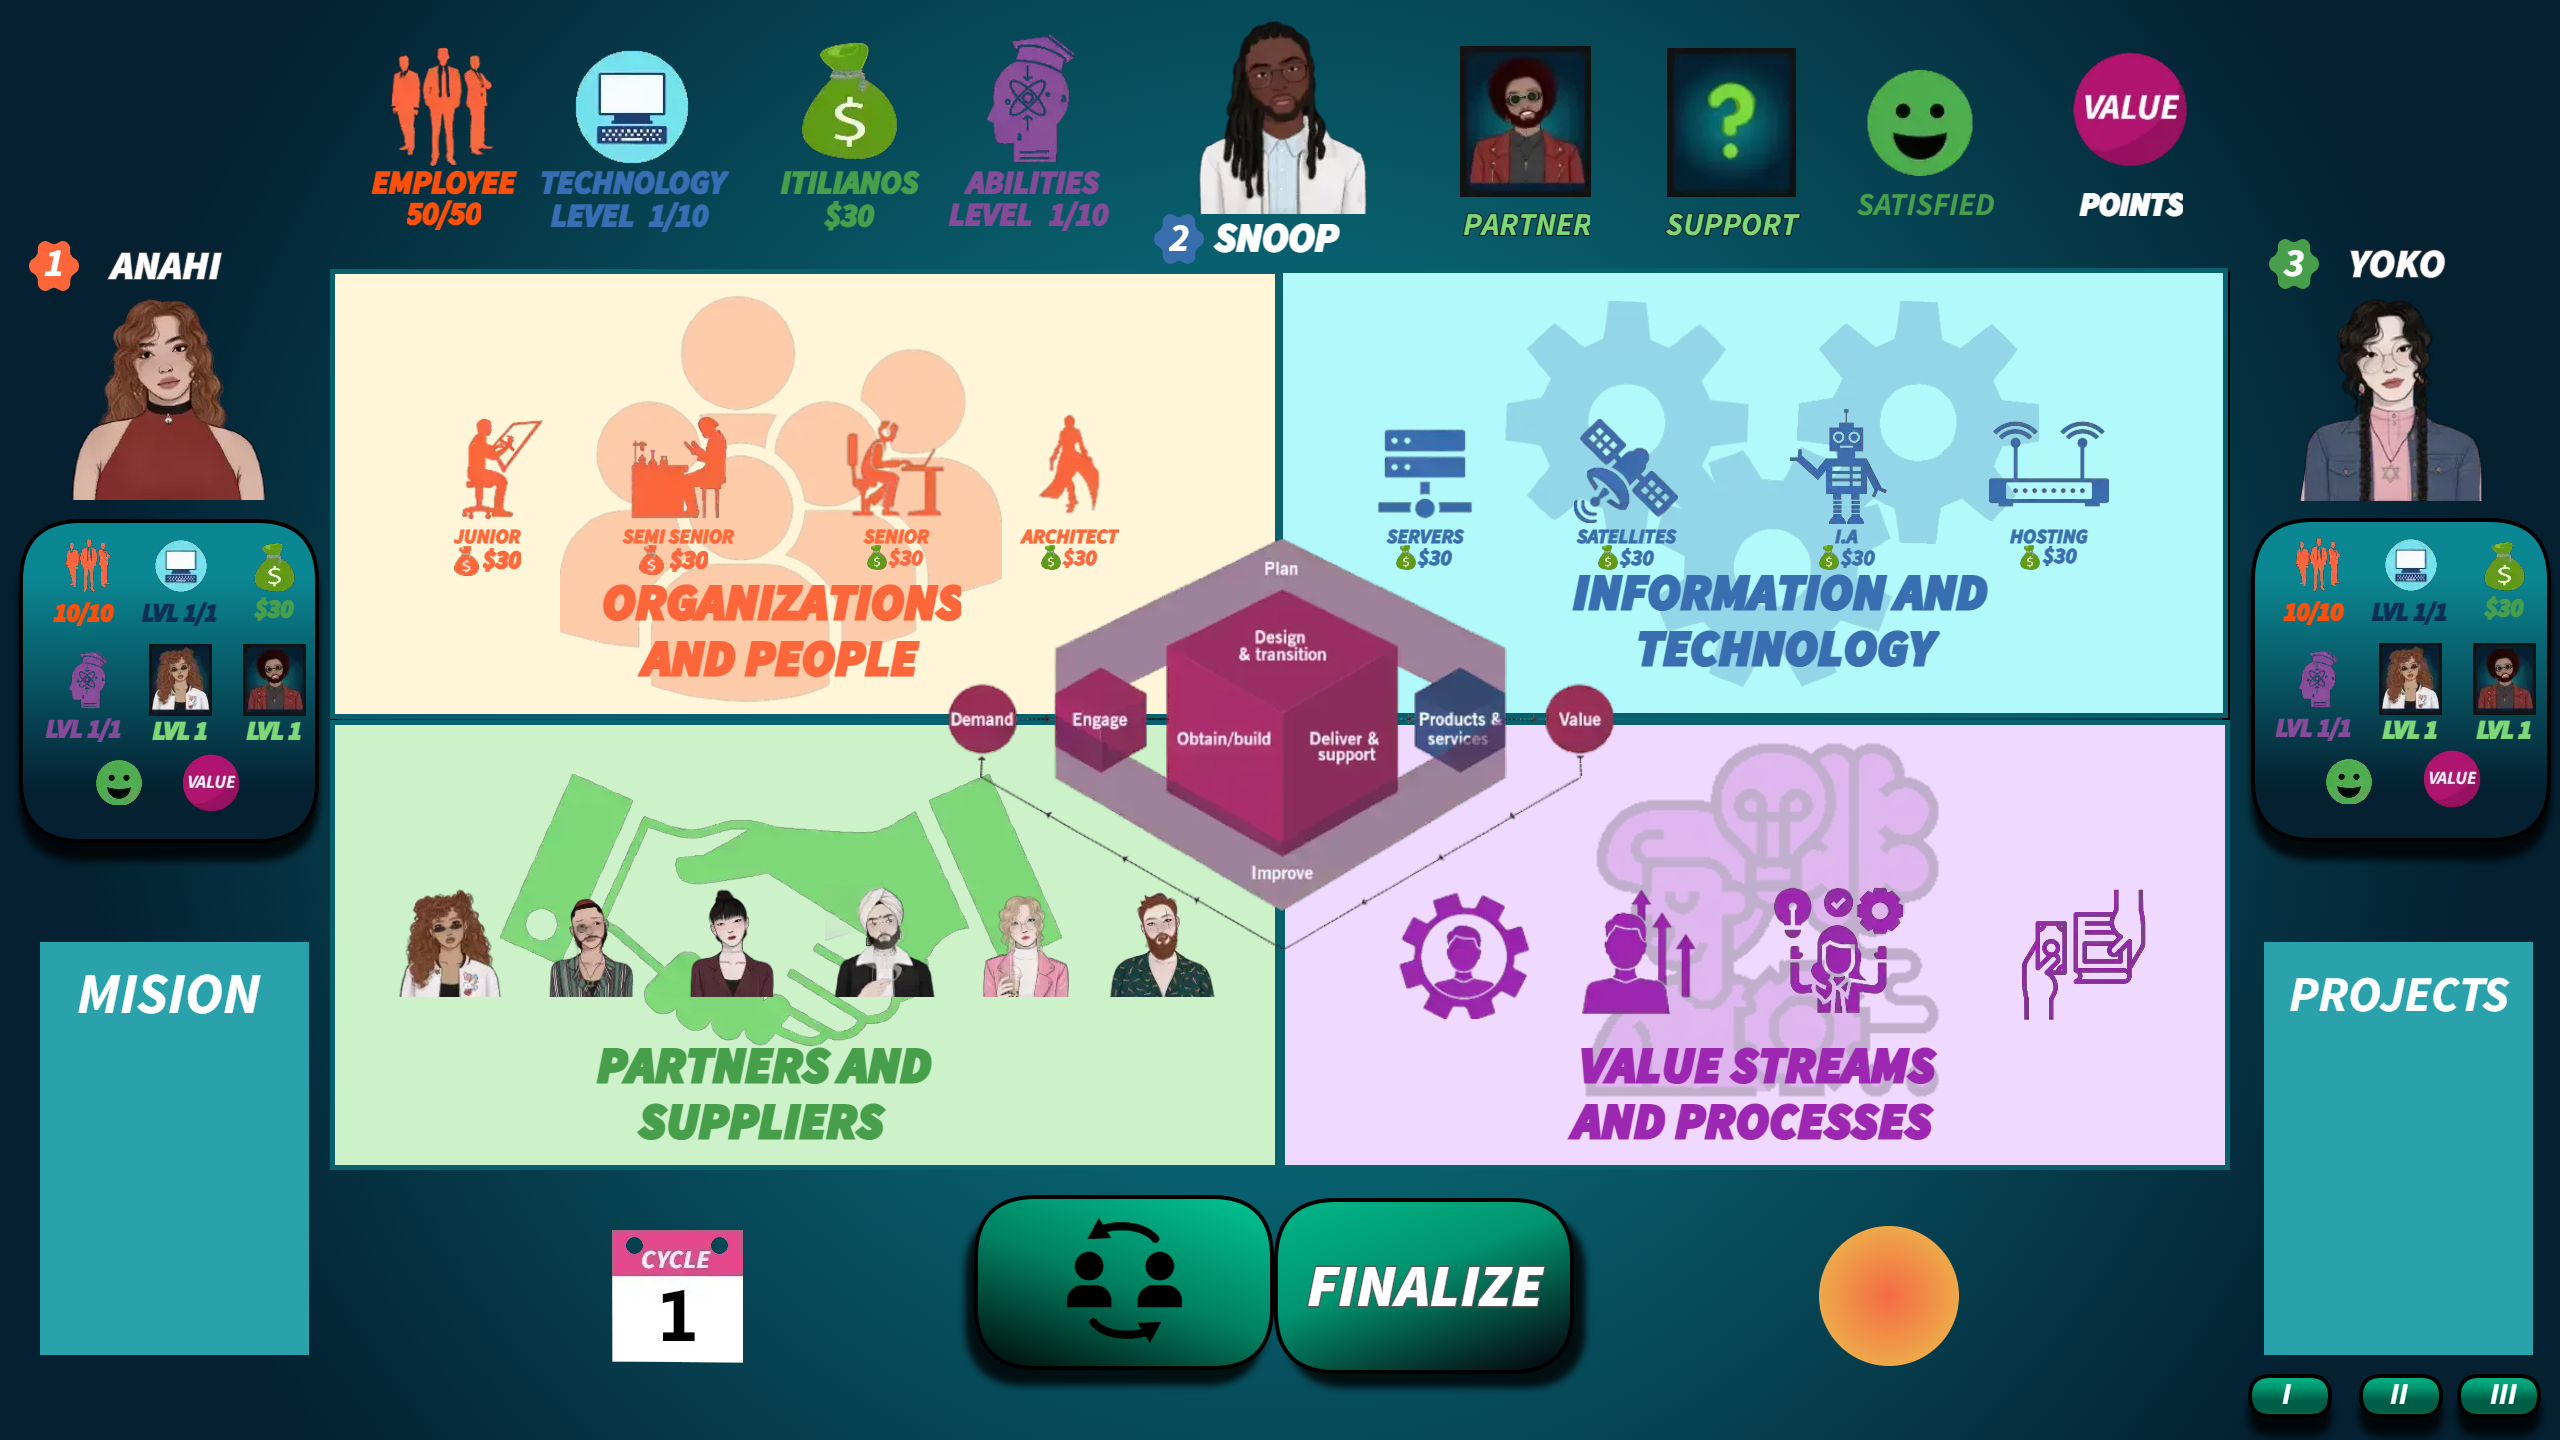 EMPLOYEE
50/50
TECHNOLOGY
LEVEL 1/10
$
ITILIANOS
$30
ABILITIES
LEVEL 1/10
2 SNOOP
PARTNER
?
SUPPORT
SATISFIED
VALUE
POINTS
1 ANAHI
3 YOKO
JUNIOR
$30
SEMI SENIOR
$30
SENIOR
$30
ARCHITECT
$30
ORGANIZATIONS
AND PEOPLE
SERVERS
$30
SATELLITES
$30
I.A
$30
HOSTING
$30
INFORMATION AND
TECHNOLOGY
10/10
LVL 1/1
$
$30
LVL 1/1
LVL 1
LVL 1
VALUE
Plan
Design
& transition
Demand
Engage
Obtain/build
Deliver &
support
Products &
services
Value
Improve
10/10
LVL 1/1
$
$30
LVL 1/1
LVL 1
LVL 1
VALUE
PARTNERS AND
SUPPLIERS
VALUE STREAMS
AND PROCESSES
MISION
PROJECTS
CYCLE
1
FINALIZE
I
II
III